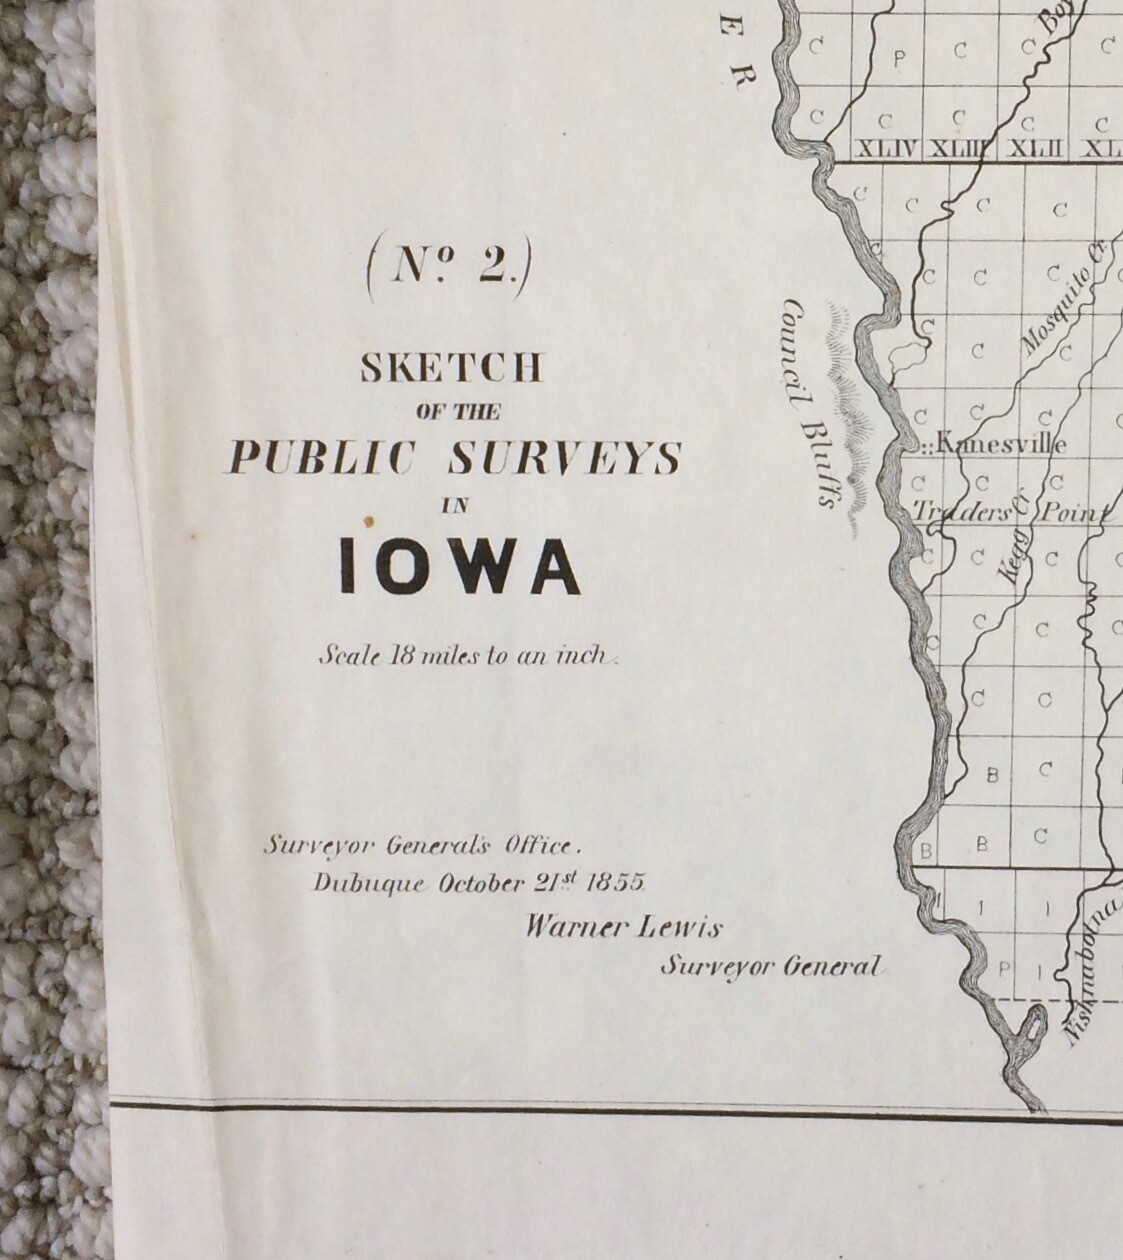 (No. 2.)
SKETCH
OF THE
PUBLIC SURVEYS
IN
IOWA
Scale 18 miles to an inch.
Surveyor General's Office.
Dubuque October 21st 1855
Warner Lewis
Surveyor General
E R
Boy
C C C C
P
C C C C C
XLIV XLIII XLII XL
C C C C
C C C C
Mosquito Cr.
C C C
Council Bluffs
C C C C
Kanesville
C C C
Traders Point
C C C C
Kegg Cr
C C C C
C C
B C
B B C
I I I
P I
Nishnabotna